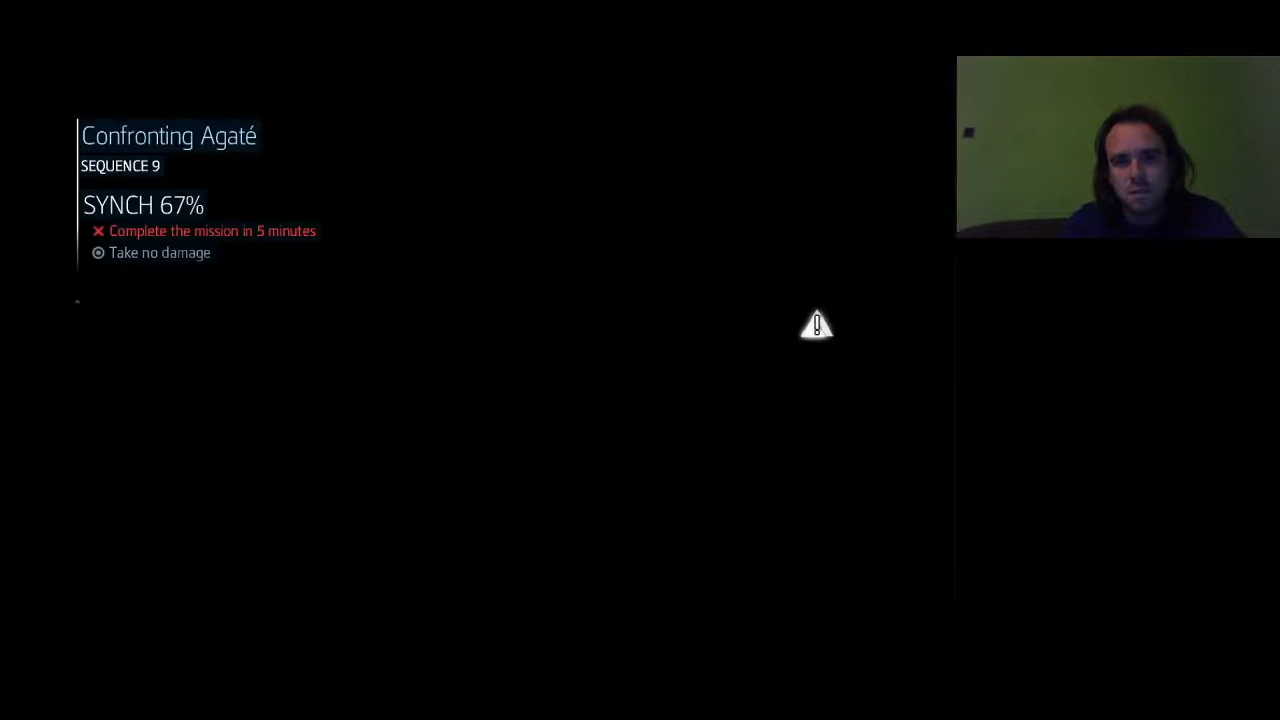 Confronting Agaté
SEQUENCE 9
SYNCH 67%
Complete the mission in 5 minutes
Take no damage